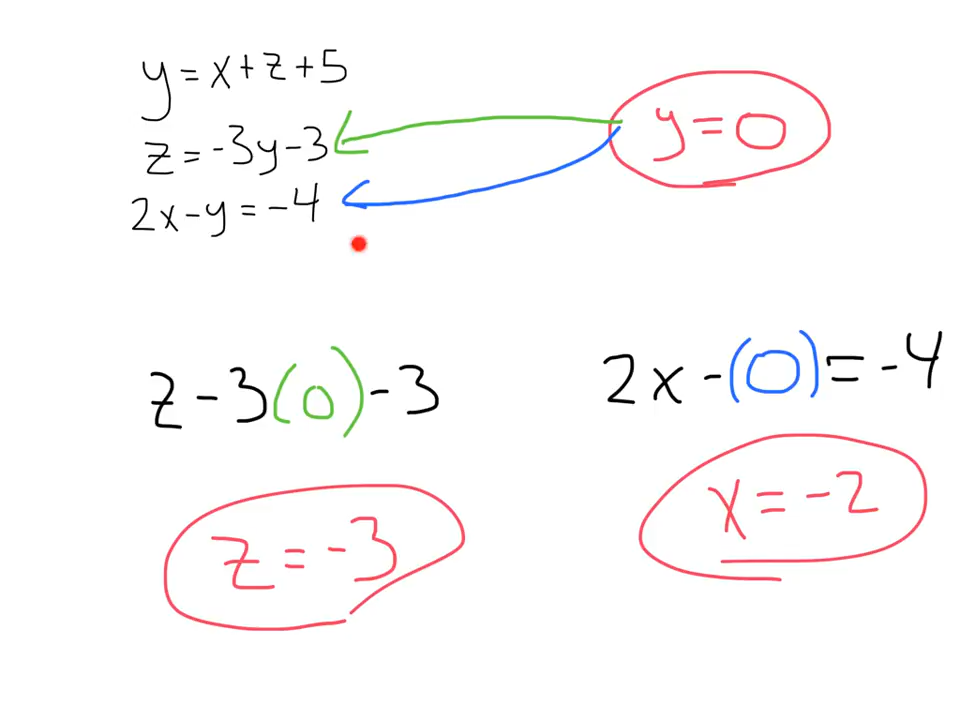 y = x + z + 5
z = -3y - 3
2x - y = -4
y = 0
z - 3(0) - 3
2x - (0) = -4
z = -3
x = -2